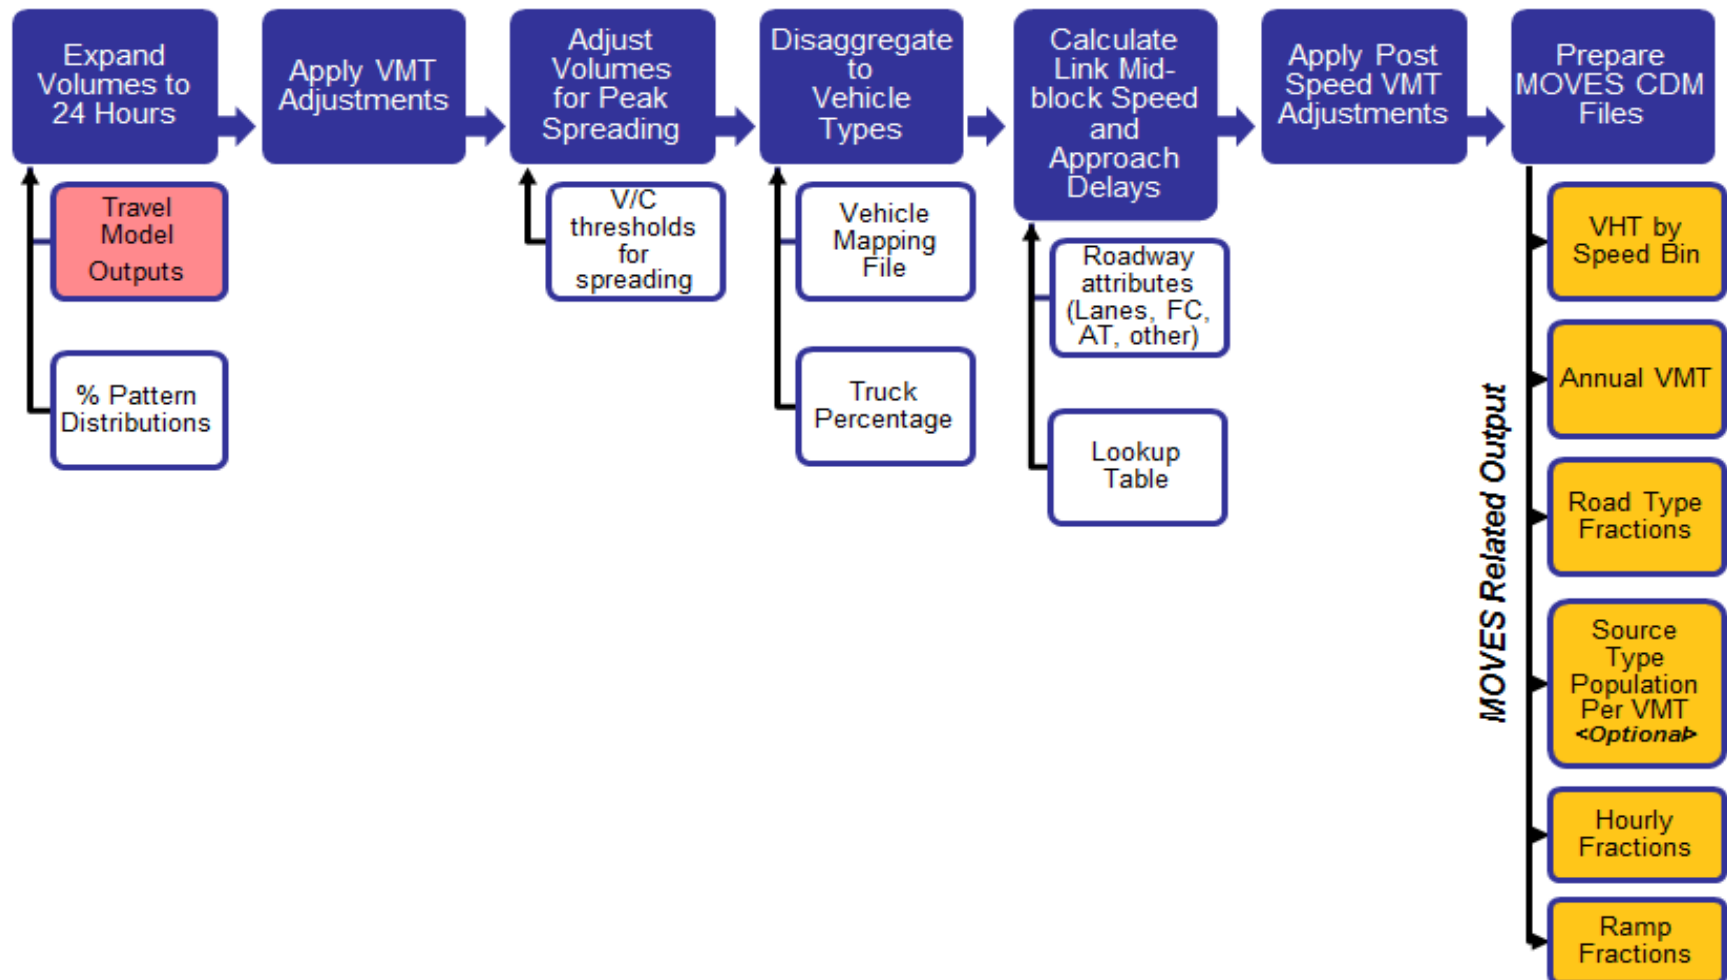 Expand
Volumes to
24 Hours
Apply VMT
Adjustments
Adjust
Volumes
for Peak
Spreading
Disaggregate
to
Vehicle
Types
Calculate
Link Mid-
block Speed
and
Approach
Delays
Apply Post
Speed VMT
Adjustments
Prepare
MOVES CDM
Files
Travel
Model
Outputs
% Pattern
Distributions
V/C
thresholds
for
spreading
Vehicle
Mapping
File
Truck
Percentage
Roadway
attributes
(Lanes, FC,
AT, other)
Lookup
Table
MOVES Related Output
VHT by
Speed Bin
Annual VMT
Road Type
Fractions
Source
Type
Population
Per VMT
<Optional>
Hourly
Fractions
Ramp
Fractions